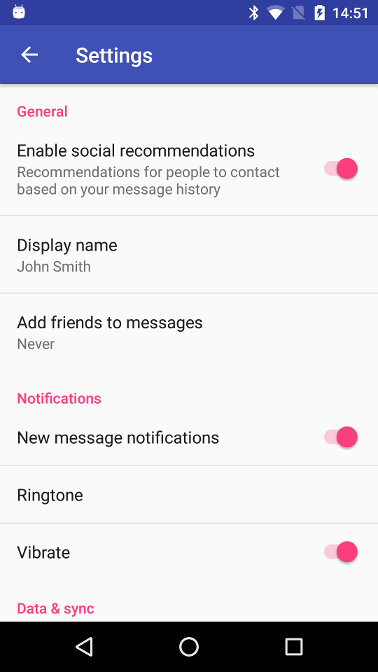 14:51
Settings
General
Enable social recommendations
Recommendations for people to contact
based on your message history
Display name
John Smith
Add friends to messages
Never
Notifications
New message notifications
Ringtone
Vibrate
Data & sync